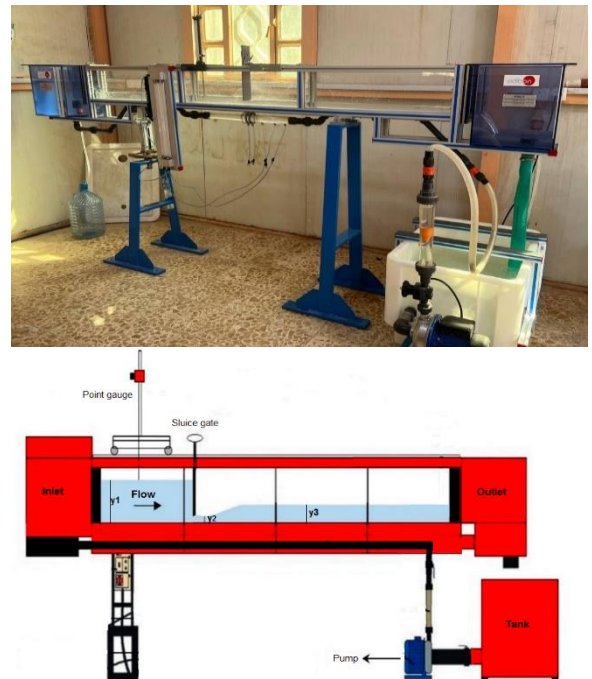 Point gauge
Sluice gate
Inlet
y1
Flow
y2
y3
Outlet
Tank
Pump